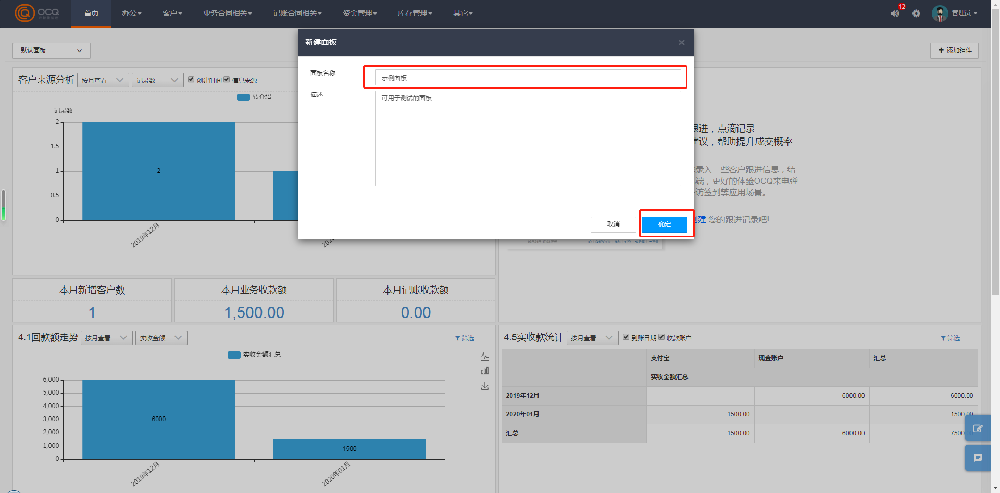 OCQ
首页
办公
客户
业务合同相关
记账合同相关
资金管理
库存管理
其它
12
管理员
默认面板
添加组件
新建面板
面板名称
示例面板
描述
可用于测试的面板
取消
确定
客户来源分析
按月查看
记录数
创建时间
信息来源
转介绍
记录数
2
1.5
1
0.5
0
2
2019年12月
2020
跟进，点滴记录
建议，帮助提升成交概率
录入一些客户跟进信息，结
端，更好的体验OCQ来电弹
访签到等应用场景。
创建 您的跟进记录吧!
本月新增客户数
1
本月业务收款额
1,500.00
本月记账收款额
0.00
4.1回款额走势
按月查看
实收金额
筛选
实收金额汇总
6,000
5,000
4,000
3,000
2,000
1,000
0
6000
1500
2019年12月
2020年01月
4.5实收款统计
按月查看
到账日期
收款账户
筛选
支付宝
现金账户
汇总
实收金额汇总
2019年12月
6000.00
6000.00
2020年01月
1500.00
1500.00
汇总
1500.00
6000.00
7500.